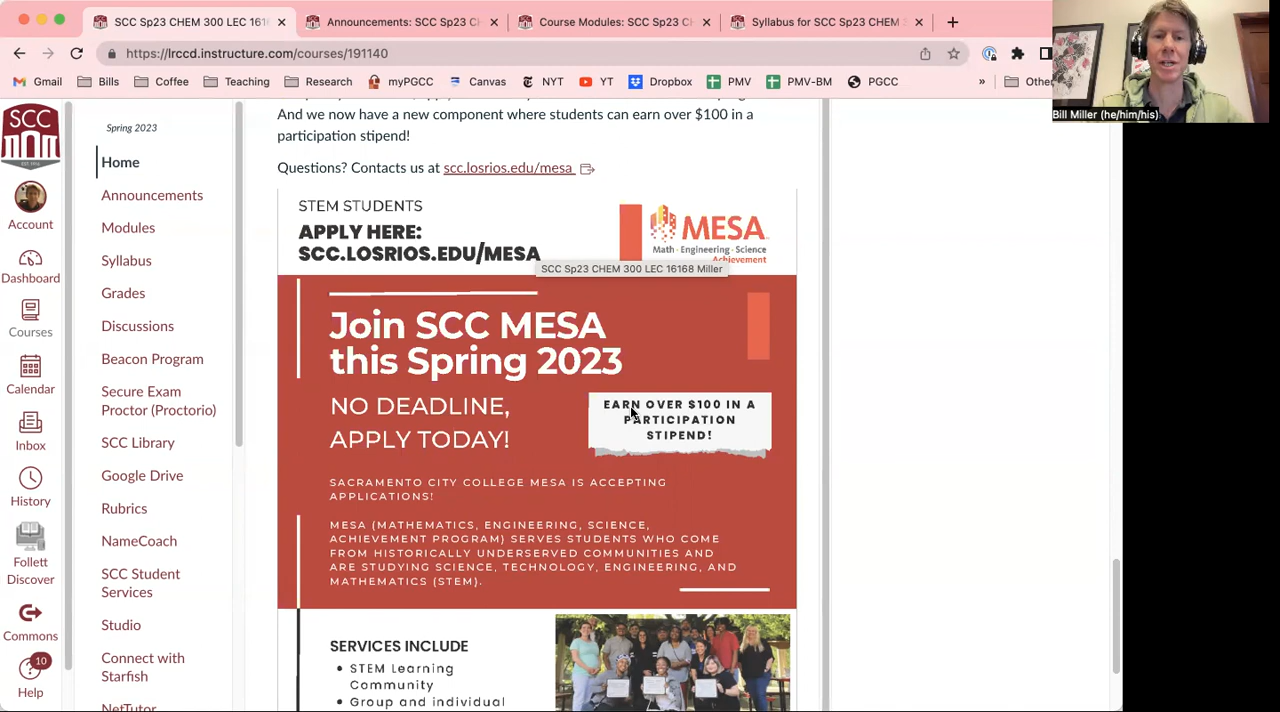 SCC Sp23 CHEM 300 LEC 1616
Announcements: SCC Sp23 C
Course Modules: SCC Sp23 C
Syllabus for SCC Sp23 CHEM
https://lrccd.instructure.com/courses/191140
Gmail
Bills
Coffee
Teaching
Research
myPGCC
Canvas
NYT
YT
Dropbox
PMV
PMV-BM
PGCC
»
Othe
Bill Miller (he/him/his)
SCC
Account
Dashboard
Courses
Calendar
Inbox
History
Follett
Discover
Commons
10
Help
Spring 2023
Home
Announcements
Modules
Syllabus
Grades
Discussions
Beacon Program
Secure Exam
Proctor (Proctorio)
SCC Library
Google Drive
Rubrics
NameCoach
SCC Student
Services
Studio
Connect with
Starfish
NetTutor
And we now have a new component where students can earn over $100 in a
participation stipend!
Questions? Contacts us at scc.losrios.edu/mesa
STEM STUDENTS
APPLY HERE:
SCC.LOSRIOS.EDU/MESA
MESA
Math · Engineering · Science
Achievement
SCC Sp23 CHEM 300 LEC 16168 Miller
Join SCC MESA
this Spring 2023
NO DEADLINE,
APPLY TODAY!
EARN OVER $100 IN A
PARTICIPATION
STIPEND!
SACRAMENTO CITY COLLEGE MESA IS ACCEPTING
APPLICATIONS!
MESA (MATHEMATICS, ENGINEERING, SCIENCE,
ACHIEVEMENT PROGRAM) SERVES STUDENTS WHO COME
FROM HISTORICALLY UNDERSERVED COMMUNITIES AND
ARE STUDYING SCIENCE, TECHNOLOGY, ENGINEERING, AND
MATHEMATICS (STEM).
SERVICES INCLUDE
• STEM Learning
Community
• Group and individual